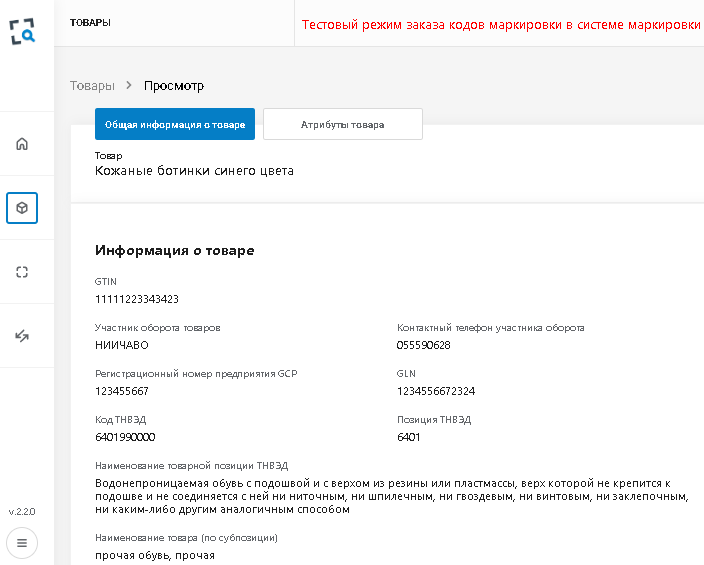 ТОВАРЫ
Тестовый режим заказа кодов маркировки в системе маркировки
Товары > Просмотр
Общая информация о товаре
Атрибуты товара
Товар
Кожаные ботинки синего цвета
Информация о товаре
GTIN
11111223343423
Участник оборота товаров
Контактный телефон участника оборота
НИИЧАВО
055590628
Регистрационный номер предприятия GCP
GLN
123455667
1234556672324
Код ТНВЭД
Позиция ТНВЭД
6401990000
6401
Наименование товарной позиции ТНВЭД
Водонепроницаемая обувь с подошвой и с верхом из резины или пластмассы, верх которой не крепится к
подошве и не соединяется с ней ни ниточным, ни шпилечным, ни гвоздевым, ни винтовым, ни заклепочным,
ни каким-либо другим аналогичным способом
Наименование товара (по субпозиции)
прочая обувь, прочая
v.2.2.0